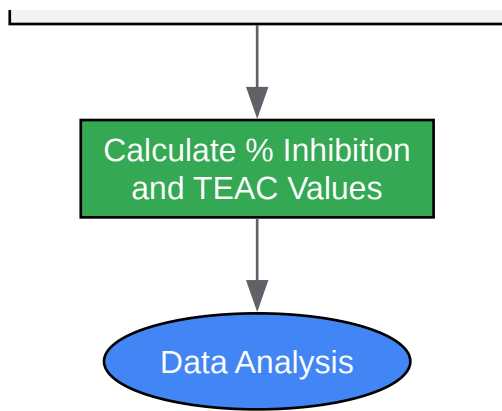 Calculate % Inhibition
and TEAC Values
Data Analysis